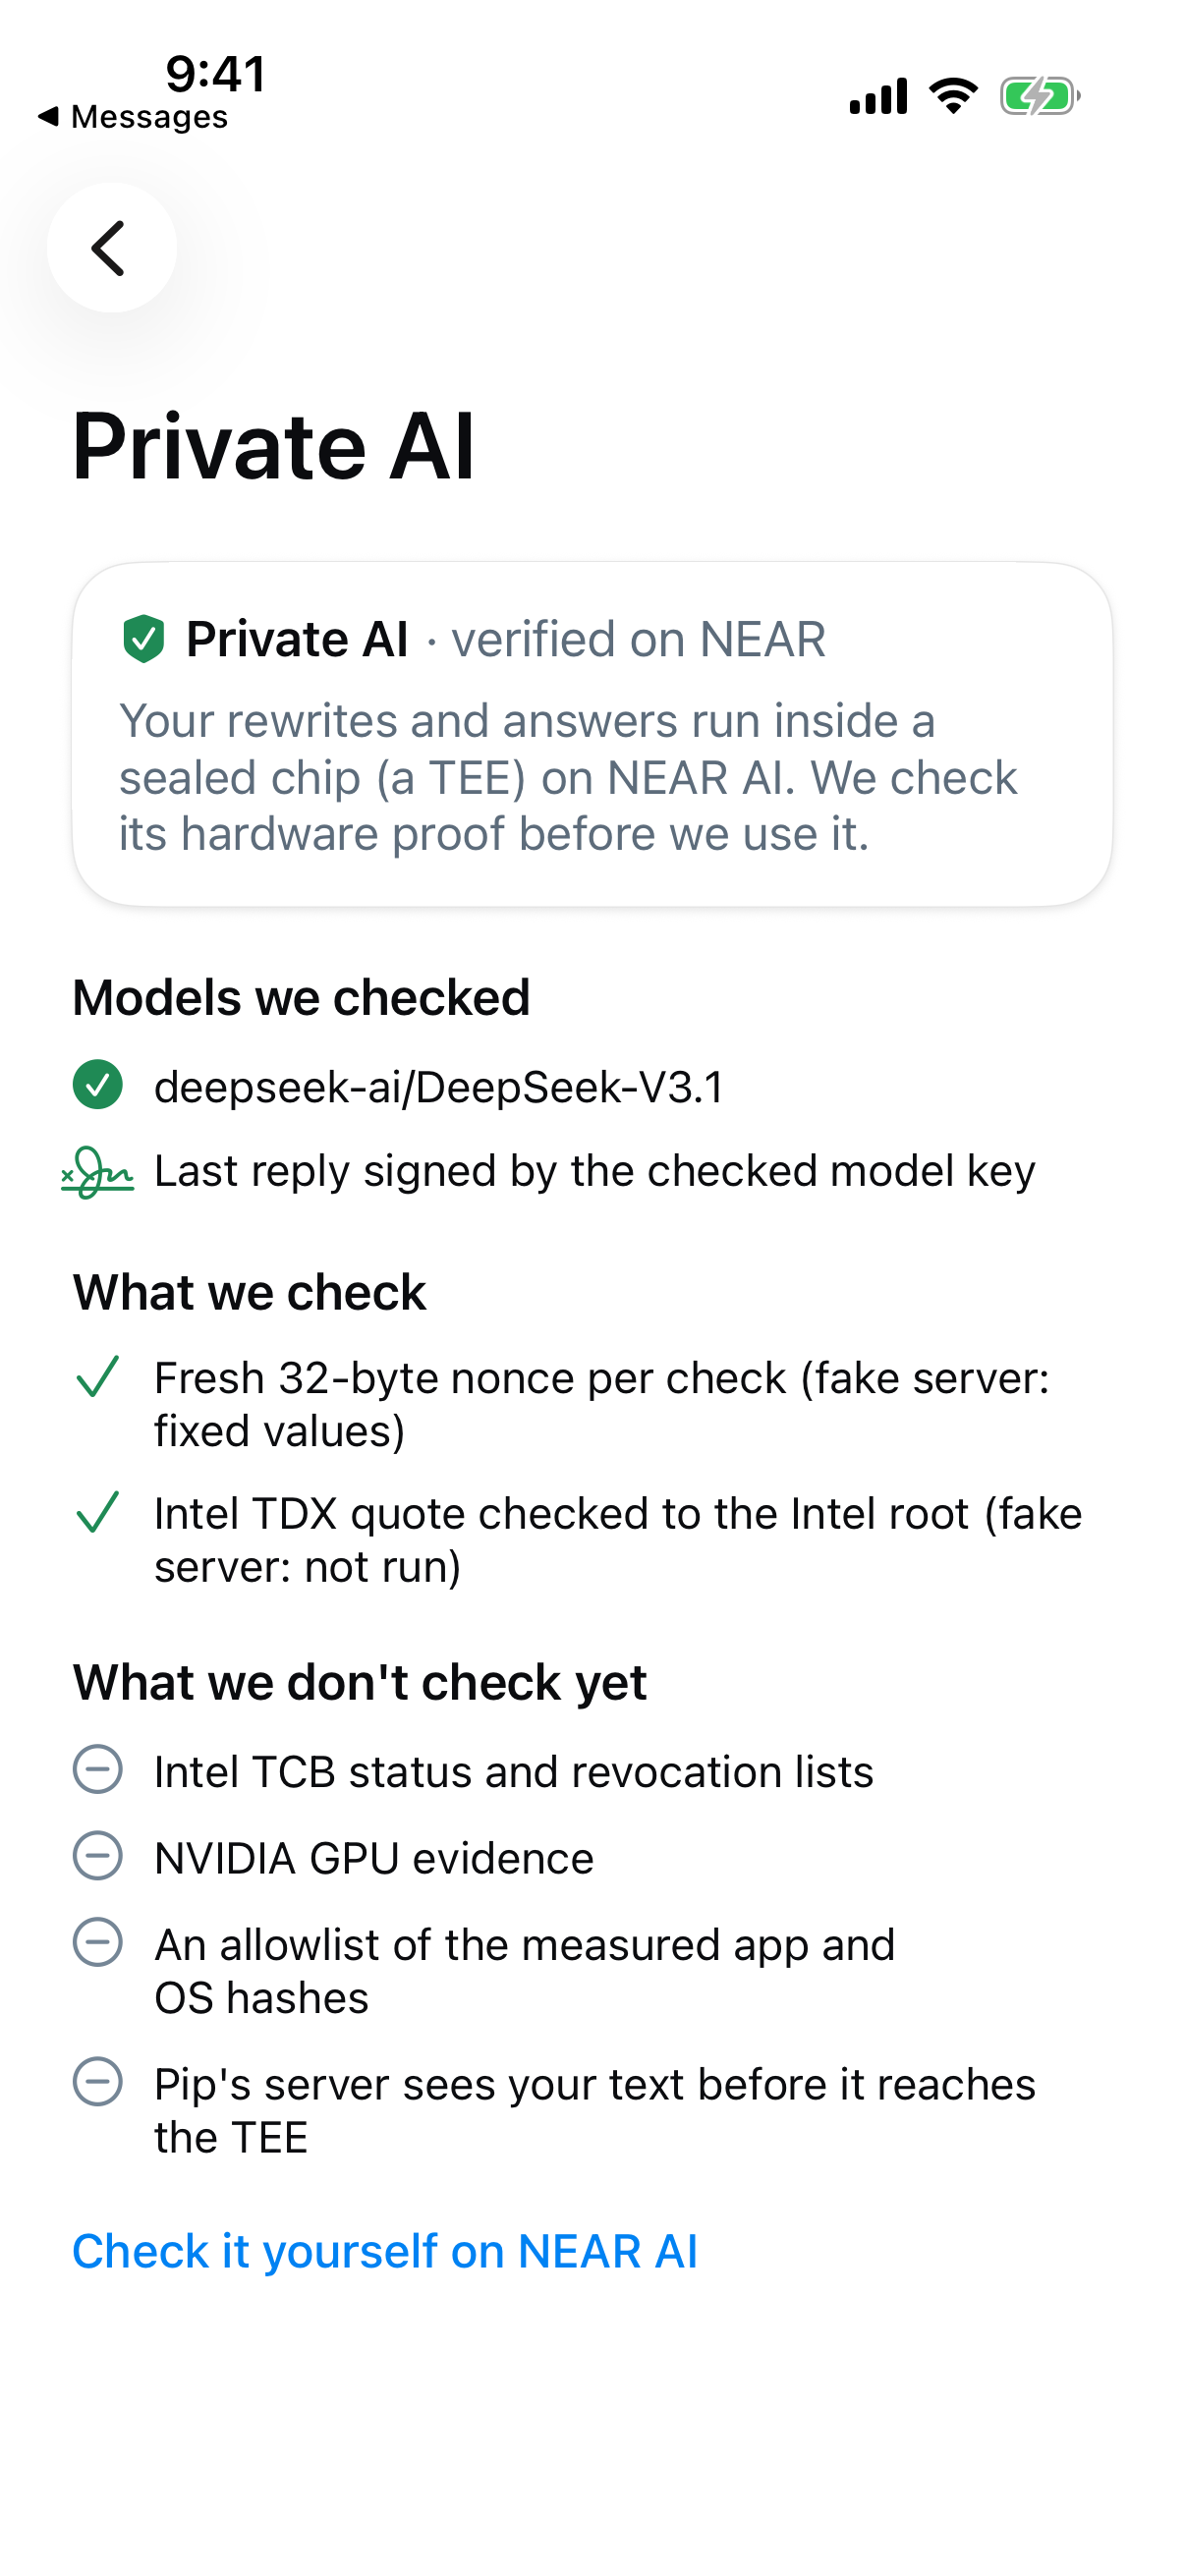 9:41
◀ Messages
Private AI
Private AI · verified on NEAR
Your rewrites and answers run inside a
sealed chip (a TEE) on NEAR AI. We check
its hardware proof before we use it.
Models we checked
deepseek-ai/DeepSeek-V3.1
Last reply signed by the checked model key
What we check
Fresh 32-byte nonce per check (fake server:
fixed values)
Intel TDX quote checked to the Intel root (fake
server: not run)
What we don't check yet
Intel TCB status and revocation lists
NVIDIA GPU evidence
An allowlist of the measured app and
OS hashes
Pip's server sees your text before it reaches
the TEE
Check it yourself on NEAR AI